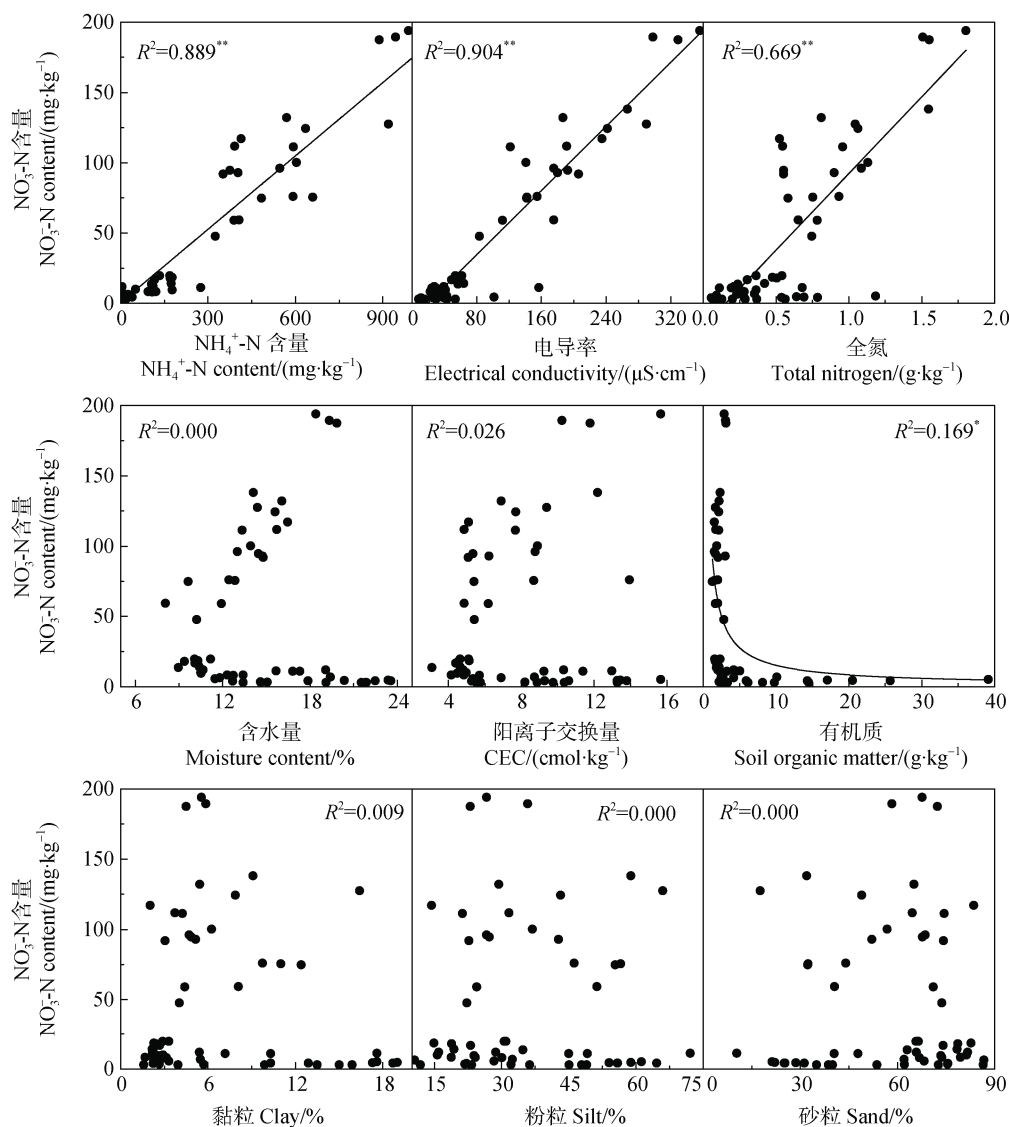 200
150
100
50
0
NO₃⁻-N含量
NO₃⁻-N content/(mg·kg⁻¹)
R²=0.889**
R²=0.904**
R²=0.669**
0 300 600 900
0 80 160 240 320
0.0 0.5 1.0 1.5 2.0
NH₄⁺-N 含量
NH₄⁺-N content/(mg·kg⁻¹)
电导率
Electrical conductivity/(μS·cm⁻¹)
全氮
Total nitrogen/(g·kg⁻¹)
200
150
100
50
0
NO₃⁻-N含量
NO₃⁻-N content/(mg·kg⁻¹)
R²=0.000
R²=0.026
R²=0.169*
6 12 18 24
4 8 12 16
0 10 20 30 40
含水量
Moisture content/%
阳离子交换量
CEC/(cmol·kg⁻¹)
有机质
Soil organic matter/(g·kg⁻¹)
200
150
100
50
0
NO₃⁻-N含量
NO₃⁻-N content/(mg·kg⁻¹)
R²=0.009
R²=0.000
R²=0.000
0 6 12 18
15 30 45 60 75
0 30 60 90
黏粒 Clay/%
粉粒 Silt/%
砂粒 Sand/%